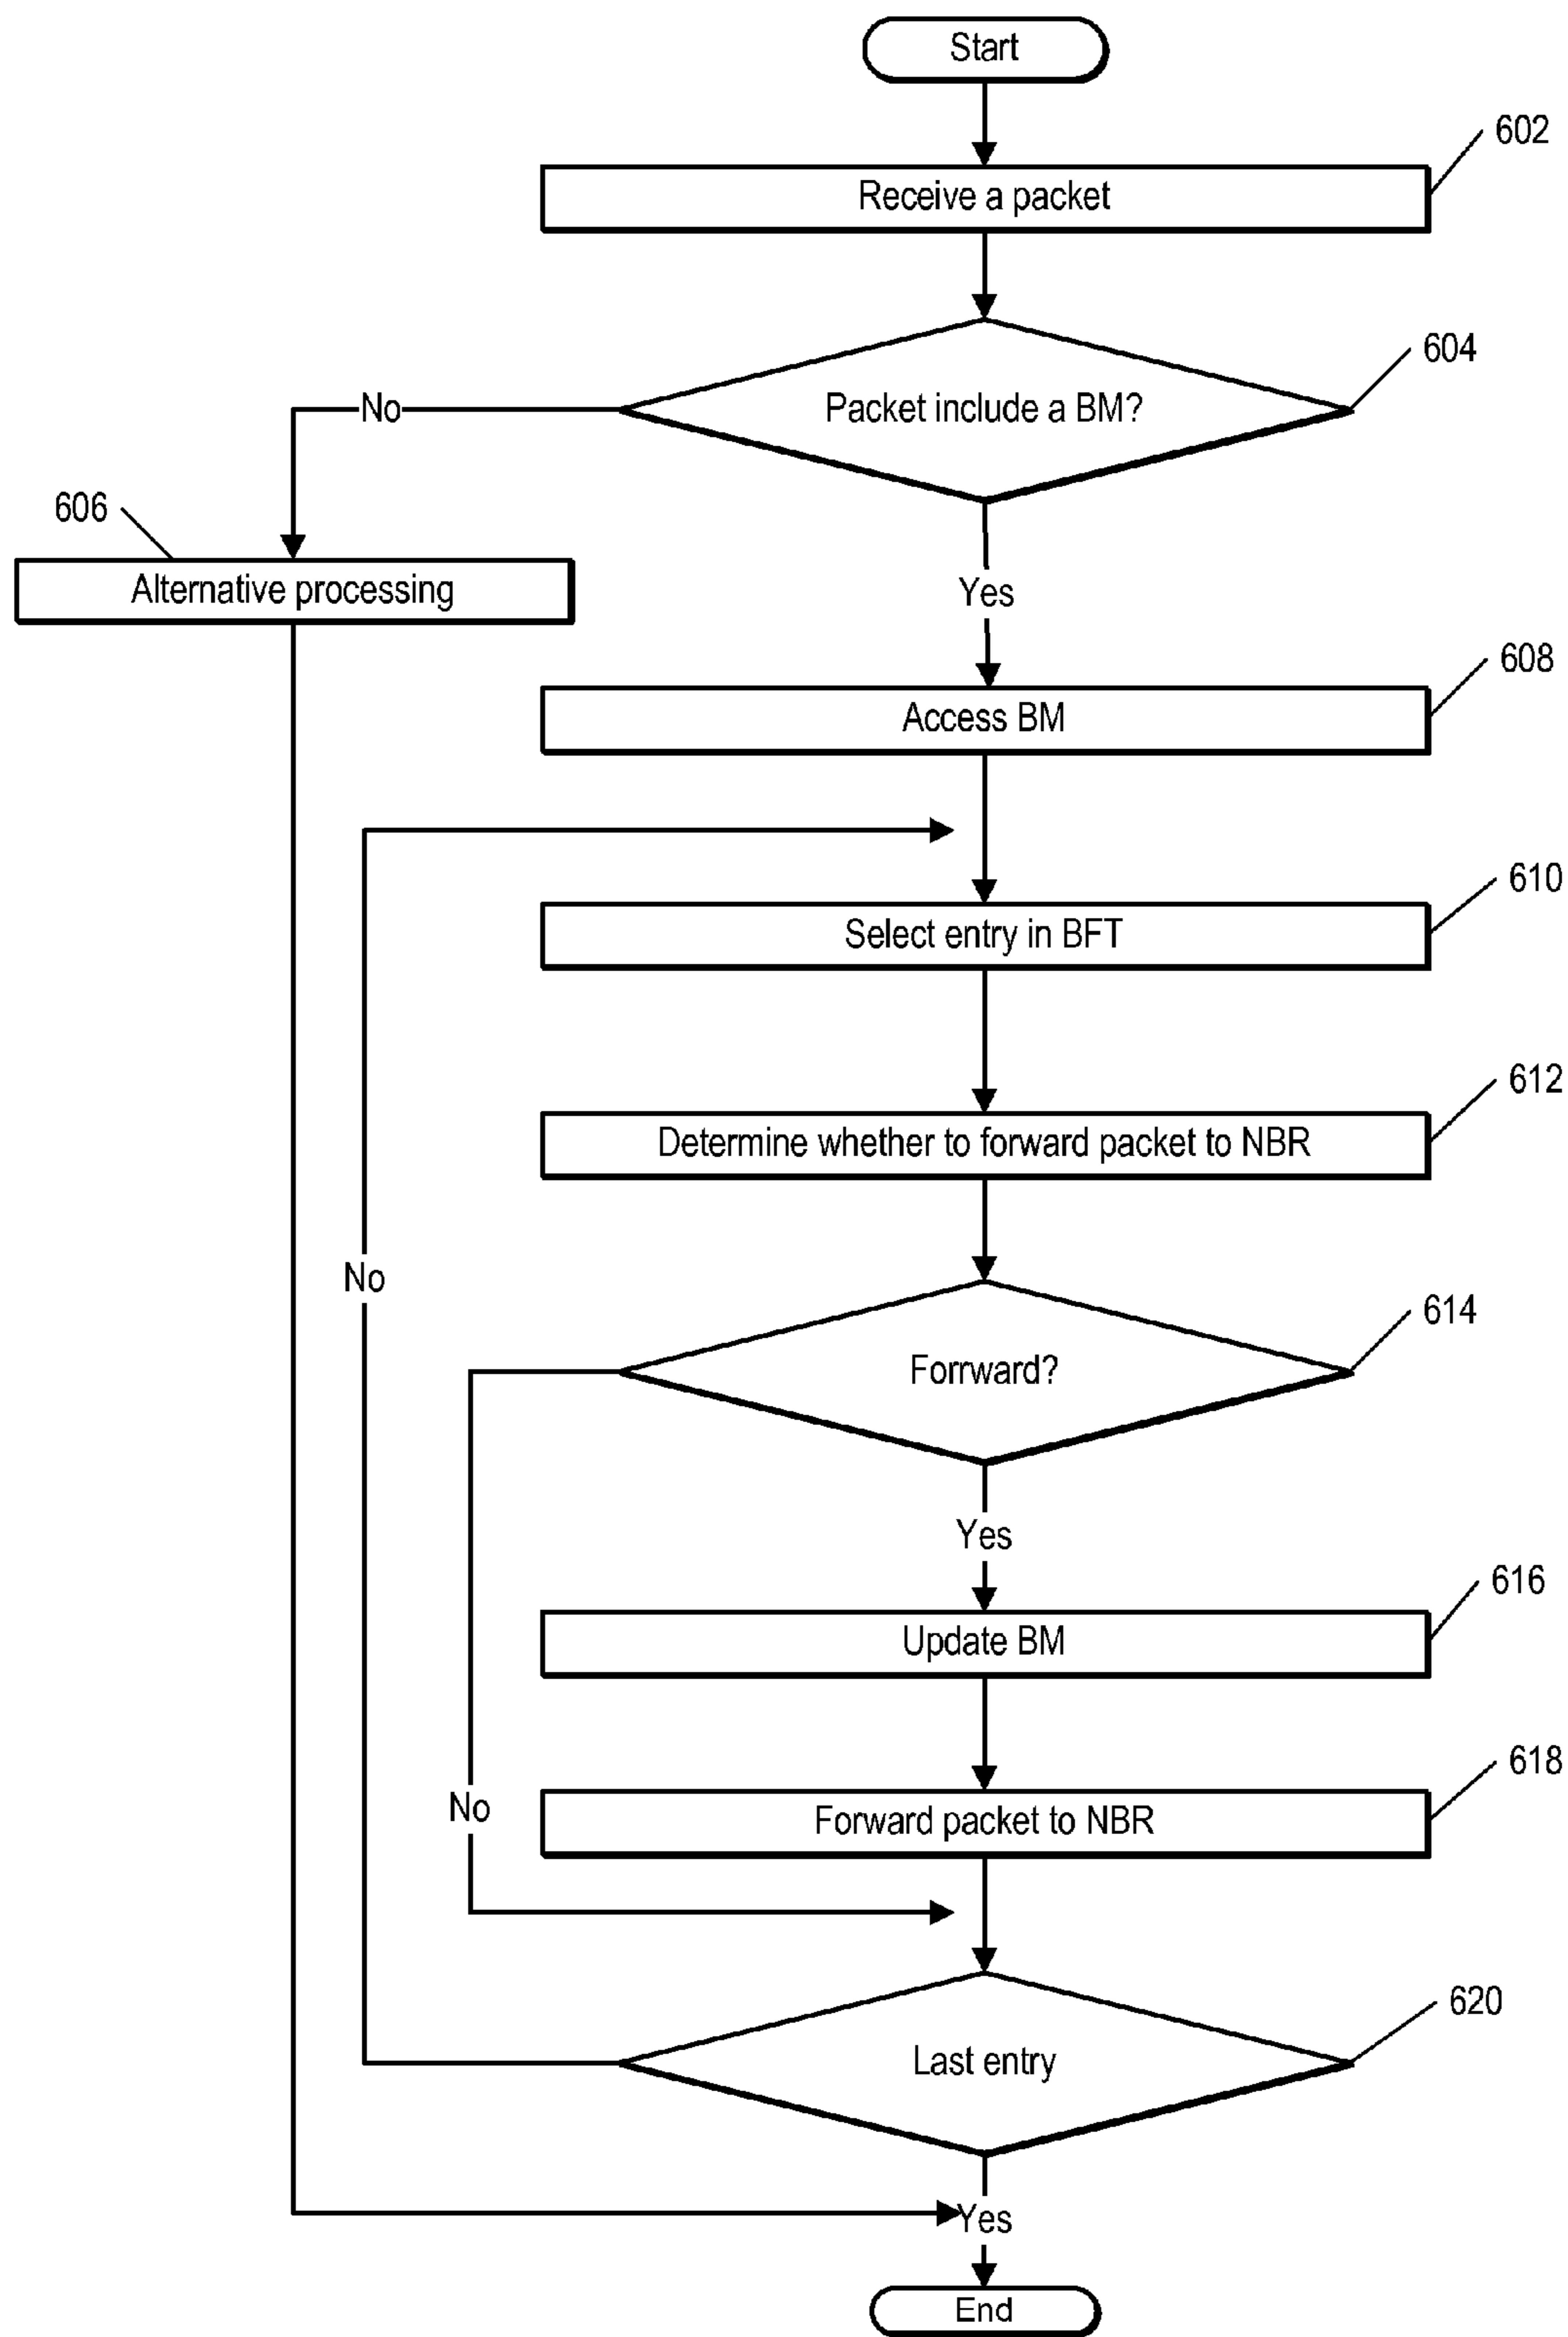 Start
602
Receive a packet
604
Packet include a BM?
No
606
Alternative processing
Yes
608
Access BM
610
Select entry in BFT
612
Determine whether to forward packet to NBR
No
614
Forrward?
Yes
616
Update BM
618
Forward packet to NBR
No
620
Last entry
Yes
End